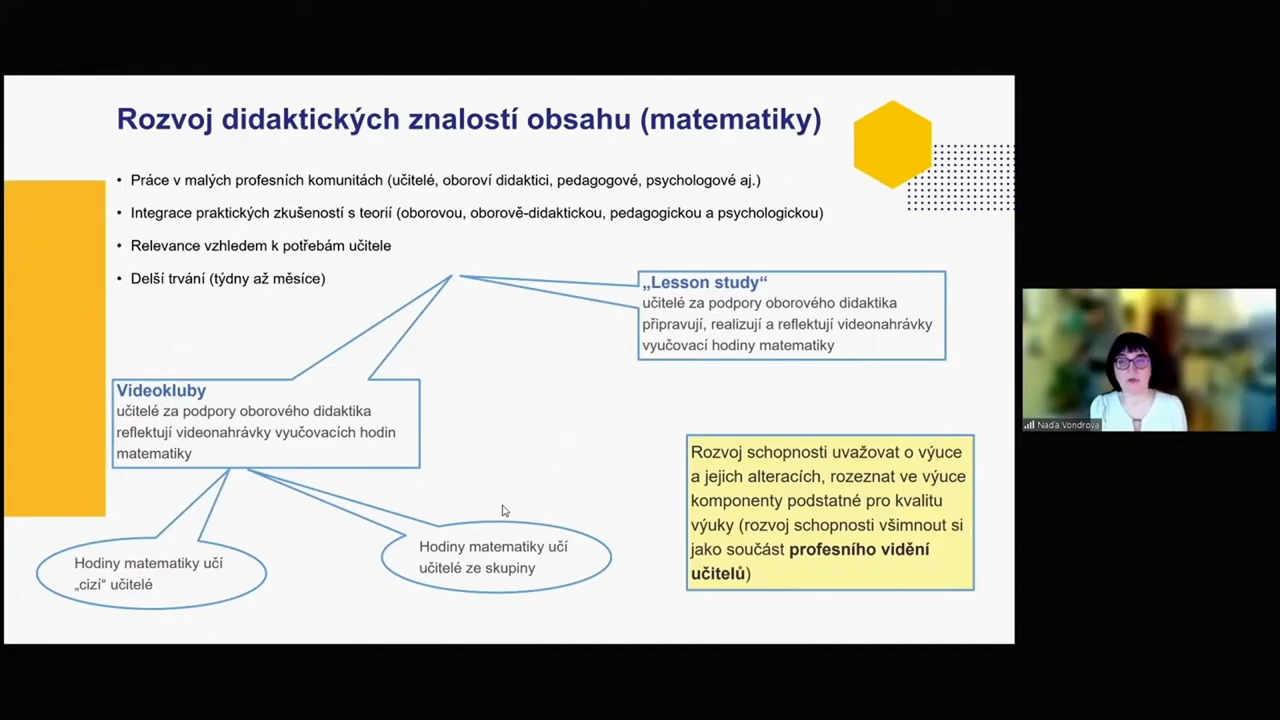 Rozvoj didaktických znalostí obsahu (matematiky)
• Práce v malých profesních komunitách (učitelé, oboroví didaktici, pedagogové, psychologové aj.)
• Integrace praktických zkušeností s teorií (oborovou, oborově-didaktickou, pedagogickou a psychologickou)
• Relevance vzhledem k potřebám učitele
• Delší trvání (týdny až měsíce)
„Lesson study“
učitelé za podpory oborového didaktika
připravují, realizují a reflektují videonahrávky
vyučovací hodiny matematiky
Videokluby
učitelé za podpory oborového didaktika
reflektují videonahrávky vyučovacích hodin
matematiky
Hodiny matematiky učí
„cizí“ učitelé
Hodiny matematiky učí
učitelé ze skupiny
Rozvoj schopnosti uvažovat o výuce
a jejich alteracích, rozeznat ve výuce
komponenty podstatné pro kvalitu
výuky (rozvoj schopnosti všimnout si
jako součást profesního vidění
učitelů)
Naďa Vondrová